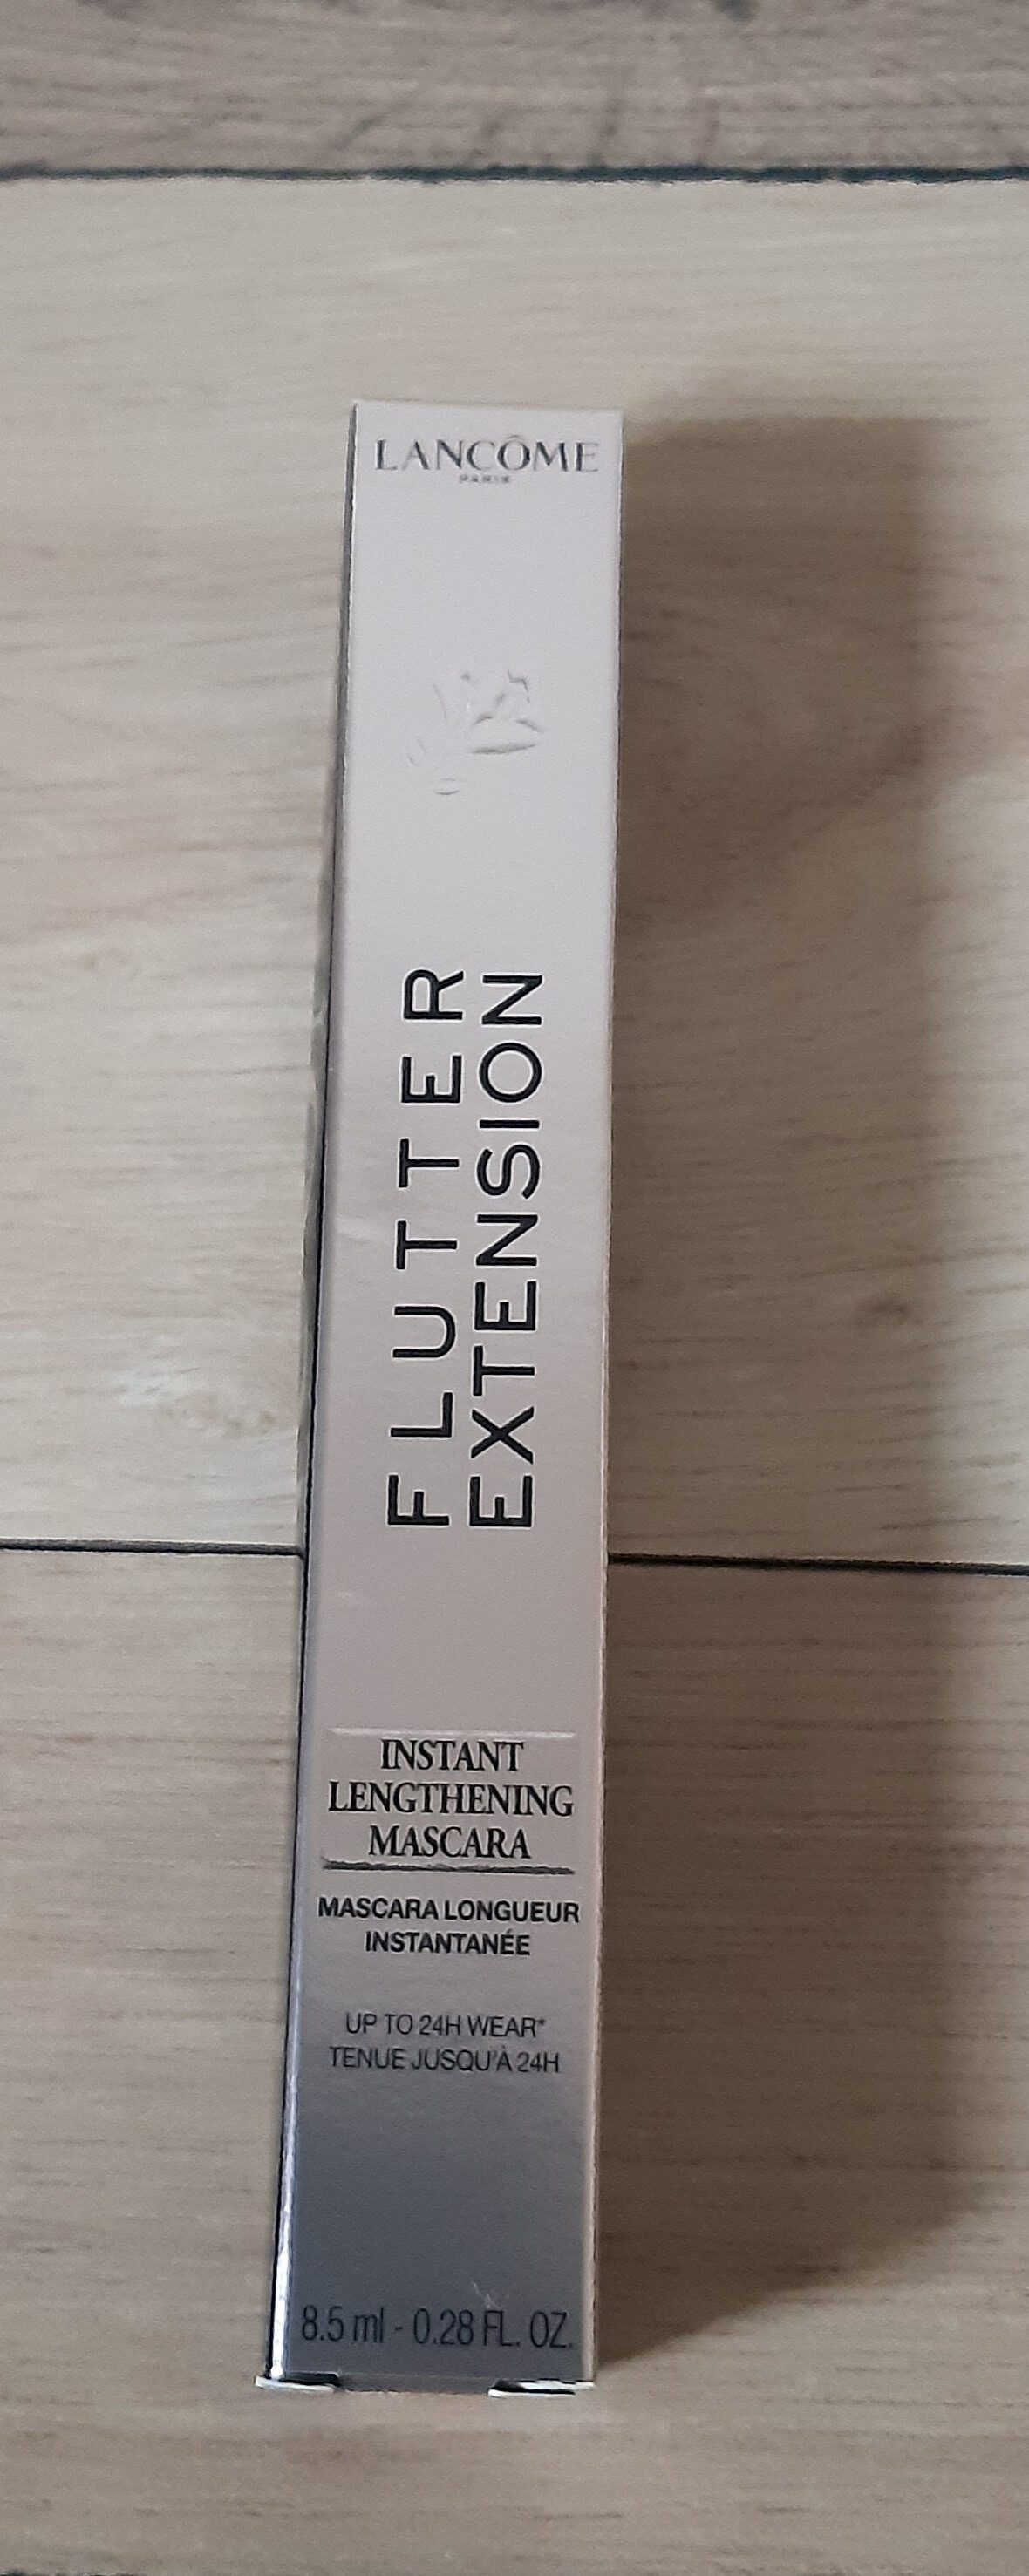 LANCÔME
PARIS
FLUTTER
EXTENSION
INSTANT
LENGTHENING
MASCARA
MASCARA LONGUEUR
INSTANTANÉE
UP TO 24H WEAR*
TENUE JUSQU'À 24H
8.5 ml - 0.28 FL. OZ.